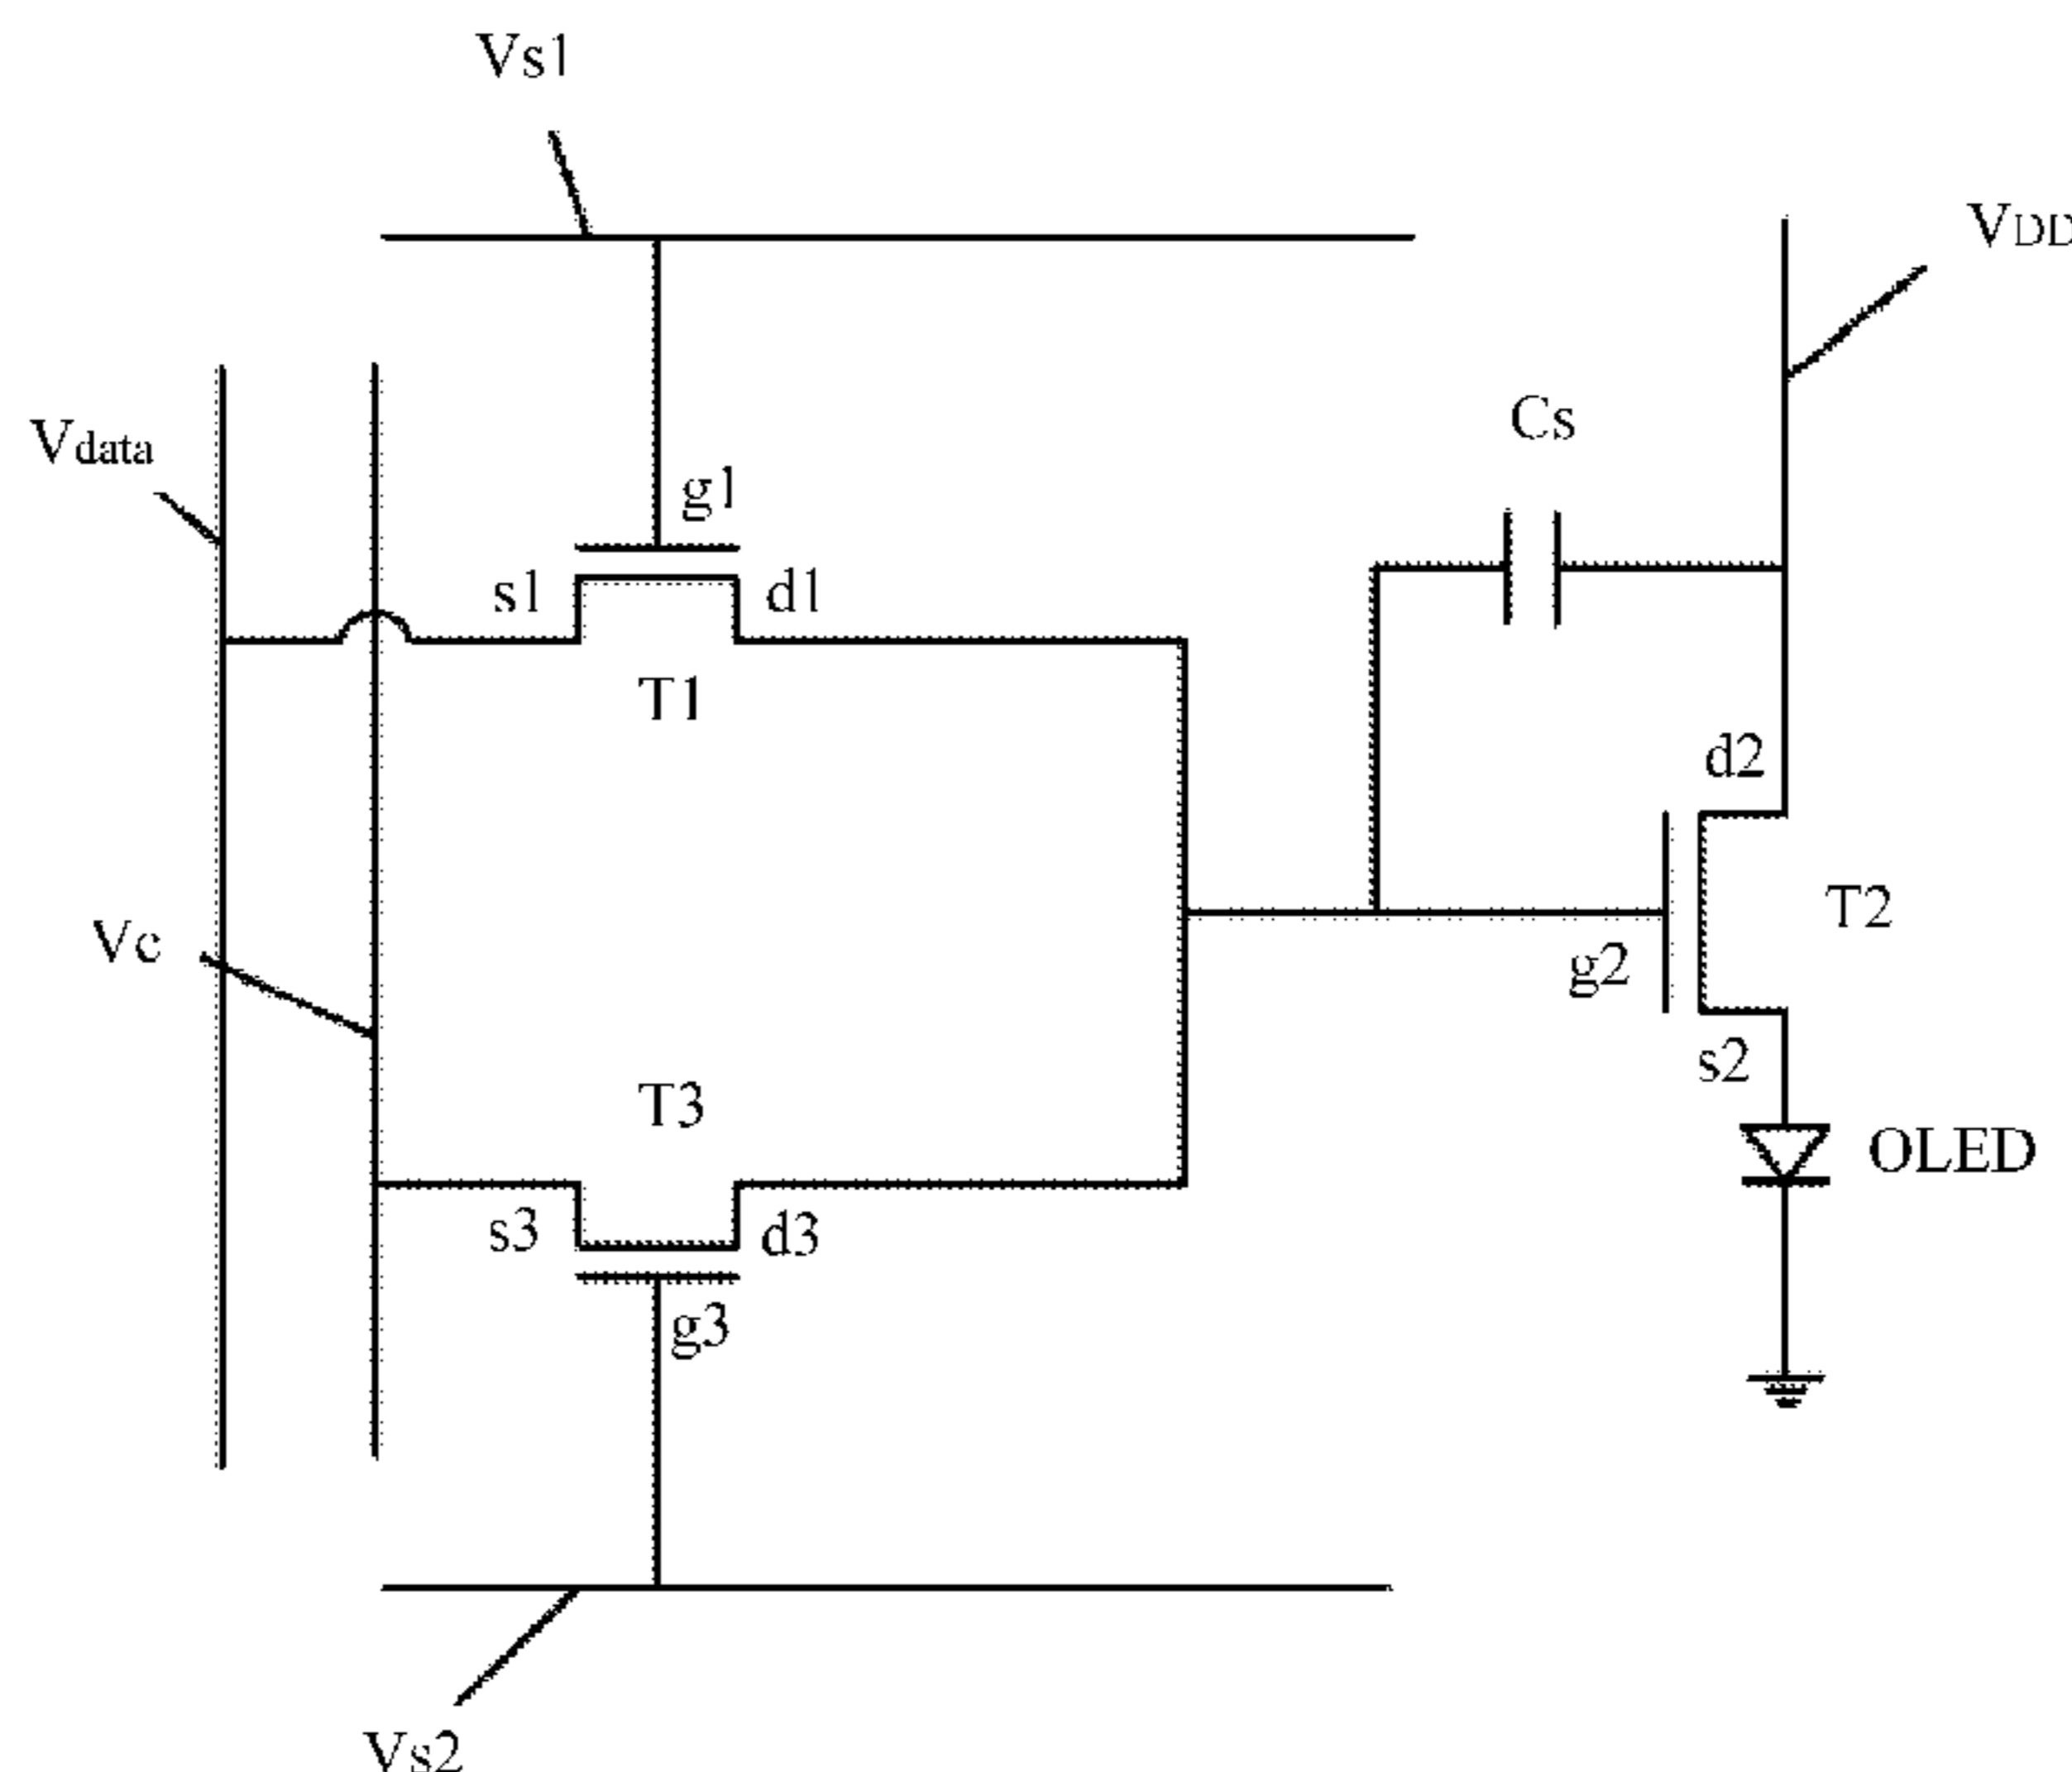 Vs1
VDD
Vdata
Cs
g1
s1
d1
T1
d2
T2
Vc
g2
s2
T3
OLED
s3
d3
g3
Vs2